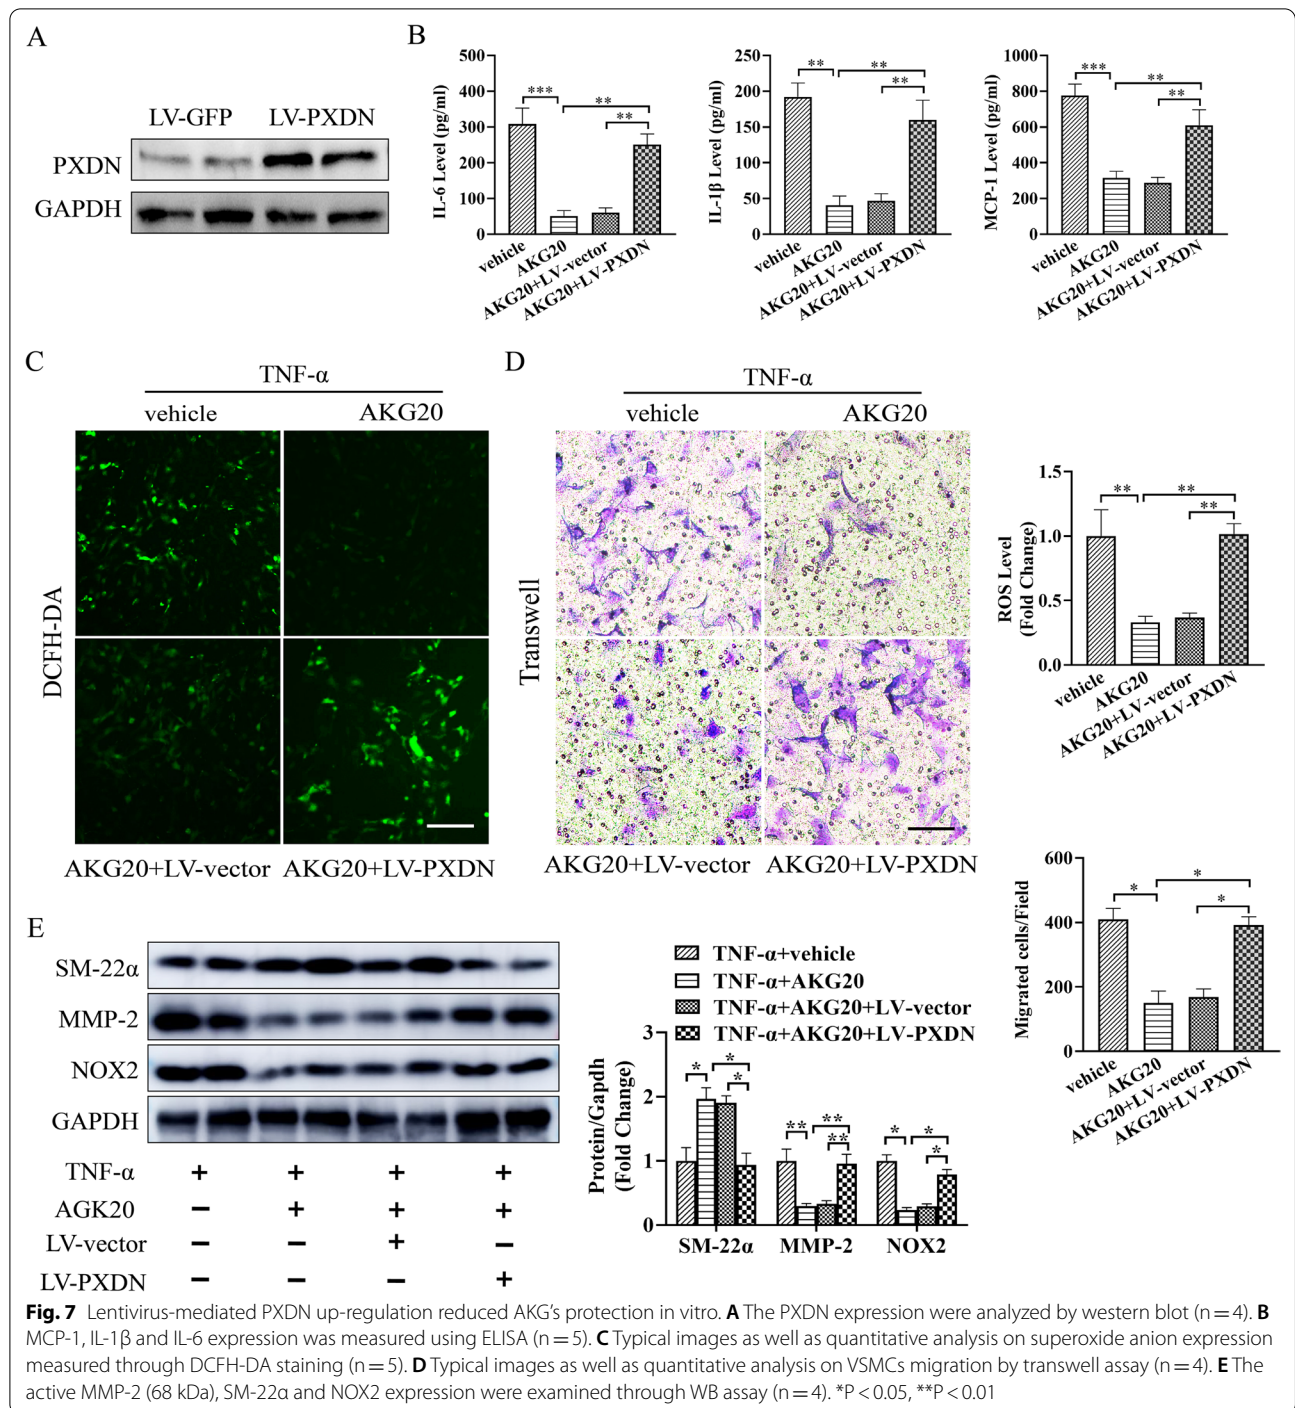 A
LV-GFP LV-PXDN
PXDN
GAPDH
B
IL-6 Level (pg/ml)
500
400
300
200
100
0
***
**
**
vehicle
AKG20
AKG20+LV-vector
AKG20+LV-PXDN
IL-1β Level (pg/ml)
250
200
150
100
50
0
**
**
**
vehicle
AKG20
AKG20+LV-vector
AKG20+LV-PXDN
MCP-1 Level (pg/ml)
1000
800
600
400
200
0
***
**
**
vehicle
AKG20
AKG20+LV-vector
AKG20+LV-PXDN
C
TNF-α
vehicle AKG20
DCFH-DA
AKG20+LV-vector AKG20+LV-PXDN
D
TNF-α
vehicle AKG20
Transwell
AKG20+LV-vector AKG20+LV-PXDN
ROS Level
(Fold Change)
1.5
1.0
0.5
0.0
**
**
**
vehicle
AKG20
AKG20+LV-vector
AKG20+LV-PXDN
Migrated cells/Field
600
400
200
0
*
*
*
vehicle
AKG20
AKG20+LV-vector
AKG20+LV-PXDN
E
SM-22α
MMP-2
NOX2
GAPDH
TNF-α + + + +
AGK20 − + + +
LV-vector − − + −
LV-PXDN − − − +
TNF-α+vehicle
TNF-α+AKG20
TNF-α+AKG20+LV-vector
TNF-α+AKG20+LV-PXDN
Protein/Gapdh
(Fold Change)
3
2
1
0
*
*
*
**
**
**
*
*
*
SM-22α MMP-2 NOX2
Fig. 7 Lentivirus-mediated PXDN up-regulation reduced AKG's protection in vitro. A The PXDN expression were analyzed by western blot (n = 4). B
MCP-1, IL-1β and IL-6 expression was measured using ELISA (n = 5). C Typical images as well as quantitative analysis on superoxide anion expression
measured through DCFH-DA staining (n = 5). D Typical images as well as quantitative analysis on VSMCs migration by transwell assay (n = 4). E The
active MMP-2 (68 kDa), SM-22α and NOX2 expression were examined through WB assay (n = 4). *P < 0.05, **P < 0.01